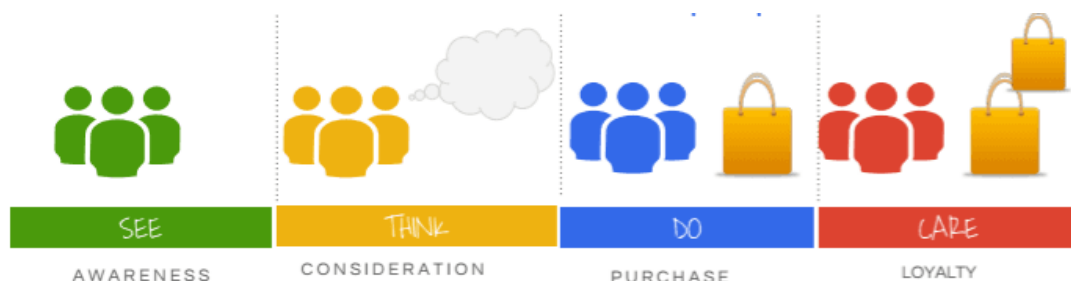 SEE
THINK
DO
CARE
AWARENESS
CONSIDERATION
PURCHASE
LOYALTY